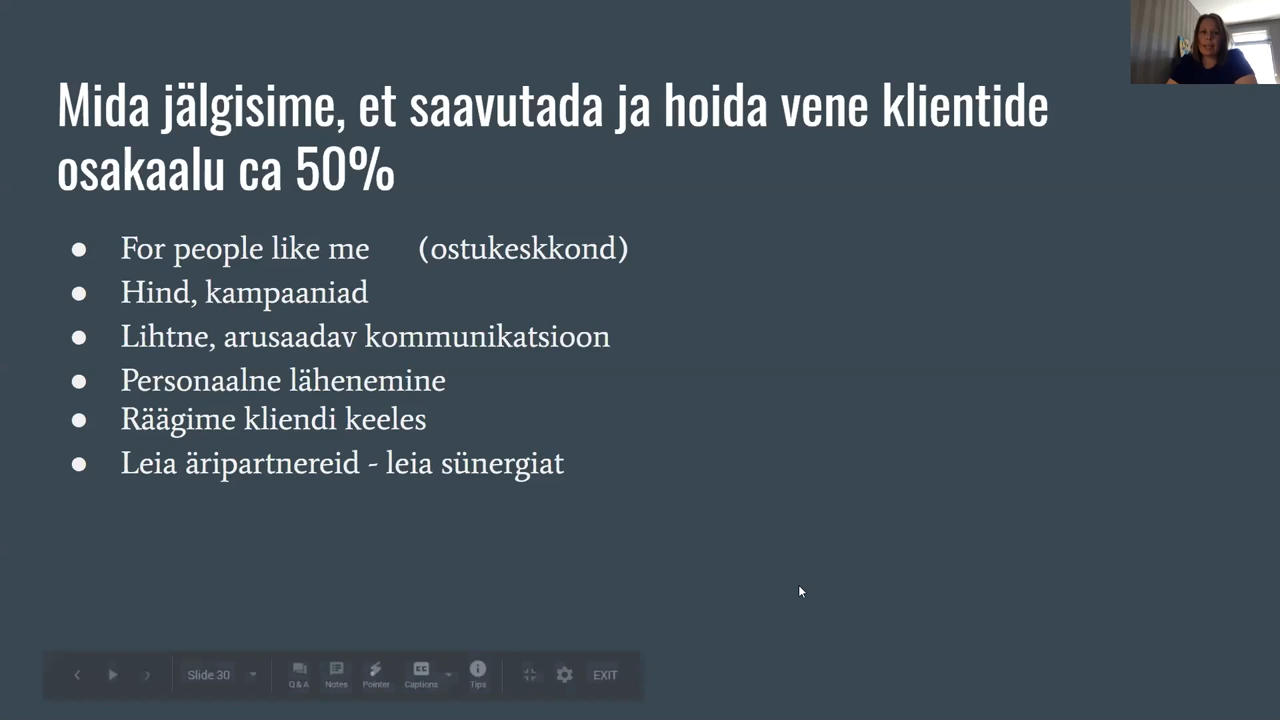 Mida jälgisime, et saavutada ja hoida vene klientide
osakaalu ca 50%
● For people like me (ostukeskkond)
● Hind, kampaaniad
● Lihtne, arusaadav kommunikatsioon
● Personaalne lähenemine
● Räägime kliendi keeles
● Leia äripartnereid - leia sünergiat
Slide 30
Q & A
Notes
Pointer
Captions
Tips
EXIT